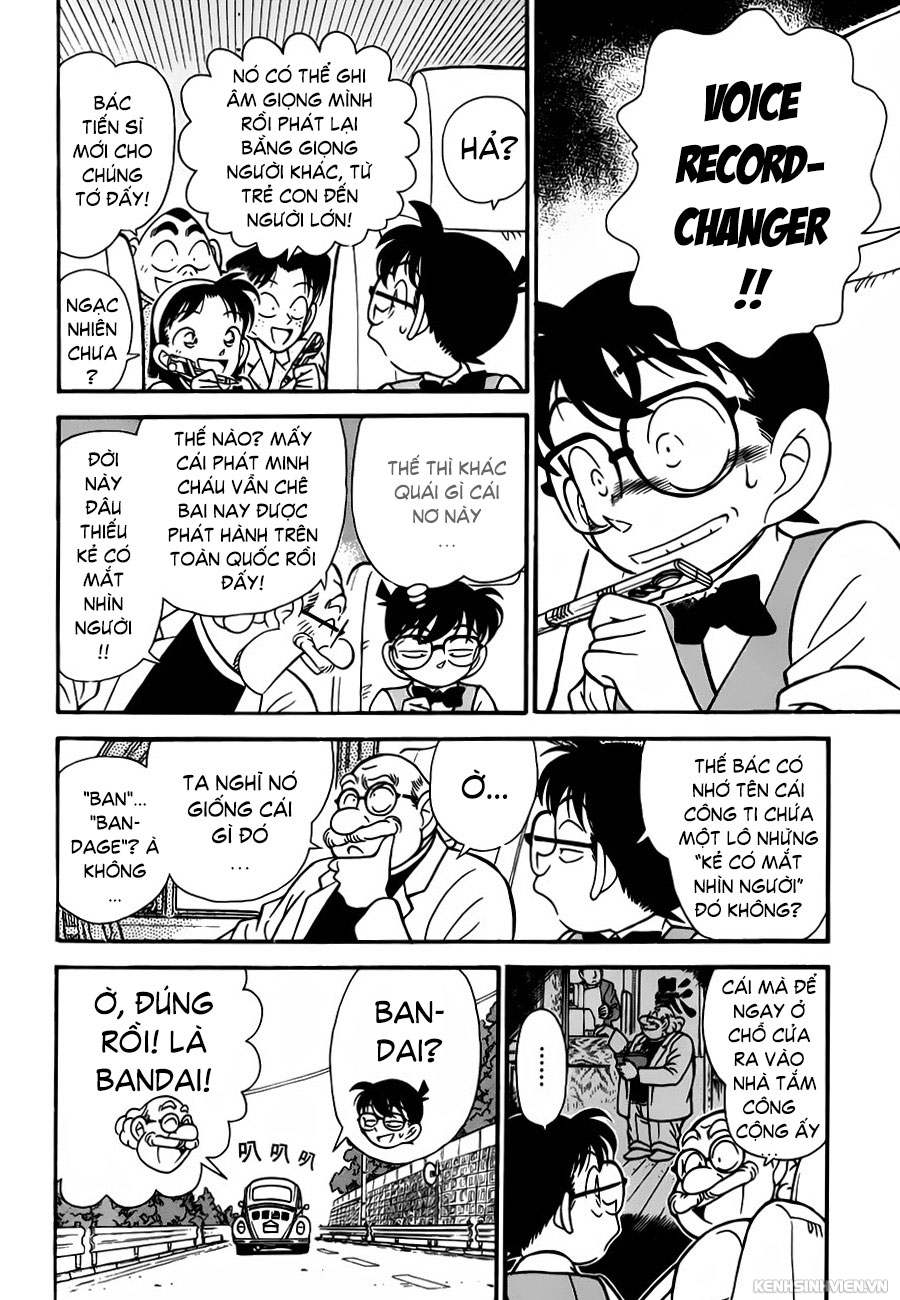 VOICE
RECORD-
CHANGER
!!
HẢ?
NÓ CÓ THỂ GHI
ÂM GIỌNG MÌNH
RỒI PHÁT LẠI
BẰNG GIỌNG
NGƯỜI KHÁC, TỪ
TRẺ CON ĐẾN
NGƯỜI LỚN!
BÁC
TIẾN SĨ
MỚI CHO
CHÚNG
TỚ ĐẤY!
NGẠC
NHIÊN
CHƯA
?
THẾ THÌ KHÁC
QUÁI GÌ CÁI
NƠ NÀY
...
THẾ NÀO? MẤY
CÁI PHÁT MINH
CHÁU VẪN CHÊ
BAI NAY ĐƯỢC
PHÁT HÀNH TRÊN
TOÀN QUỐC RỒI
ĐẤY!
ĐỜI
NÀY
ĐÂU
THIẾU
KẺ CÓ
MẮT
NHÌN
NGƯỜI
!!
THẾ BÁC CÓ
NHỚ TÊN CÁI
CÔNG TI CHỨA
MỘT LÔ NHỮNG
"KẺ CÓ MẮT
NHÌN NGƯỜI"
ĐÓ KHÔNG?
Ờ...
TA NGHĨ NÓ
GIỐNG CÁI
GÌ ĐÓ
...
"BAN"...
"BAN-
DAGE"? À
KHÔNG
...
CÁI MÀ ĐỂ
NGAY Ở
CHỖ CỬA
RA VÀO
NHÀ TẮM
CÔNG
CỘNG ẤY
...
......
BAN-
DAI?
Ờ, ĐÚNG
RỒI! LÀ
BANDAI!
叭 叭 叭
KENHSINHVIEN.VN